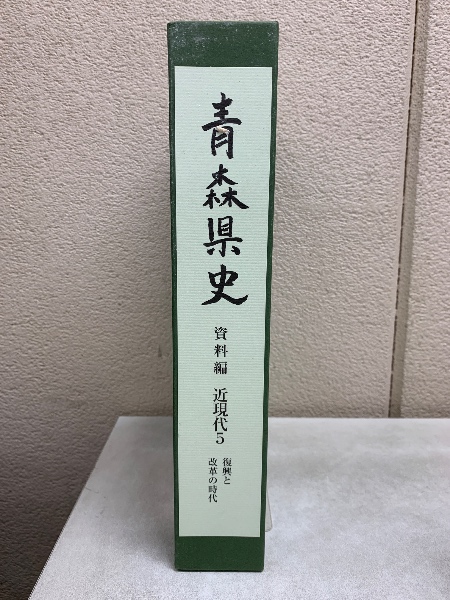 青森県史
資料編 近現代5
復興と
改革の時代